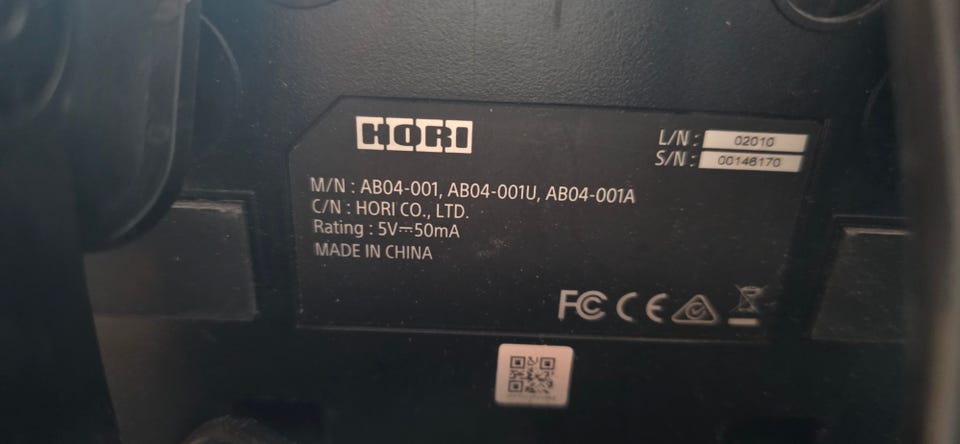 HORI
L/N : 02010
S/N : 00146170
M/N : AB04-001, AB04-001U, AB04-001A
C/N : HORI CO., LTD.
Rating : 5V⎓50mA
MADE IN CHINA
FC CE